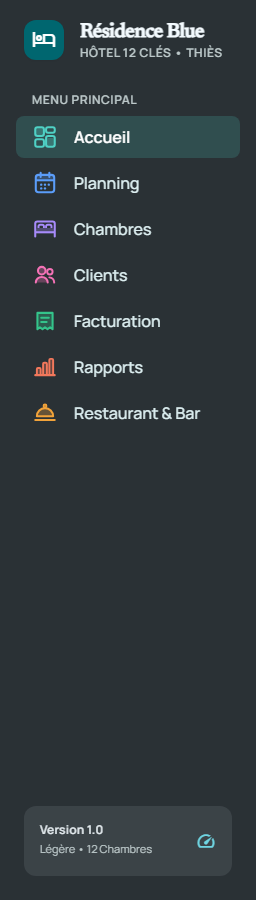 Résidence Blue
HÔTEL 12 CLÉS • THIÈS
MENU PRINCIPAL
Accueil
Planning
Chambres
Clients
Facturation
Rapports
Restaurant & Bar
Version 1.0
Légère • 12 Chambres